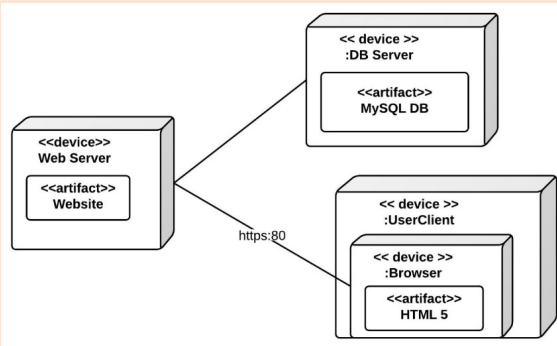 <<device>>
Web Server
<<artifact>>
Website
<< device >>
:DB Server
<<artifact>>
MySQL DB
https:80
<< device >>
:UserClient
<< device >>
:Browser
<<artifact>>
HTML 5